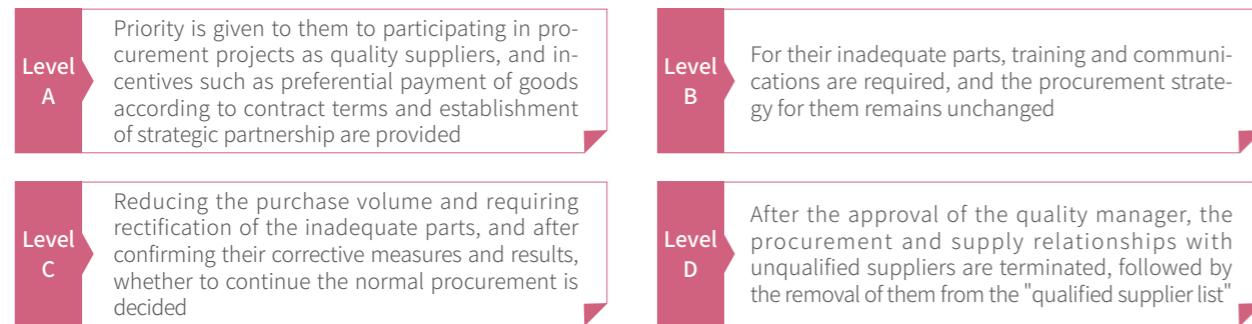 Level
A
Priority is given to them to participating in pro-
curement projects as quality suppliers, and in-
centives such as preferential payment of goods
according to contract terms and establishment
of strategic partnership are provided
Level
B
For their inadequate parts, training and communi-
cations are required, and the procurement strate-
gy for them remains unchanged
Level
C
Reducing the purchase volume and requiring
rectification of the inadequate parts, and after
confirming their corrective measures and results,
whether to continue the normal procurement is
decided
Level
D
After the approval of the quality manager, the
procurement and supply relationships with
unqualified suppliers are terminated, followed by
the removal of them from the "qualified supplier list"